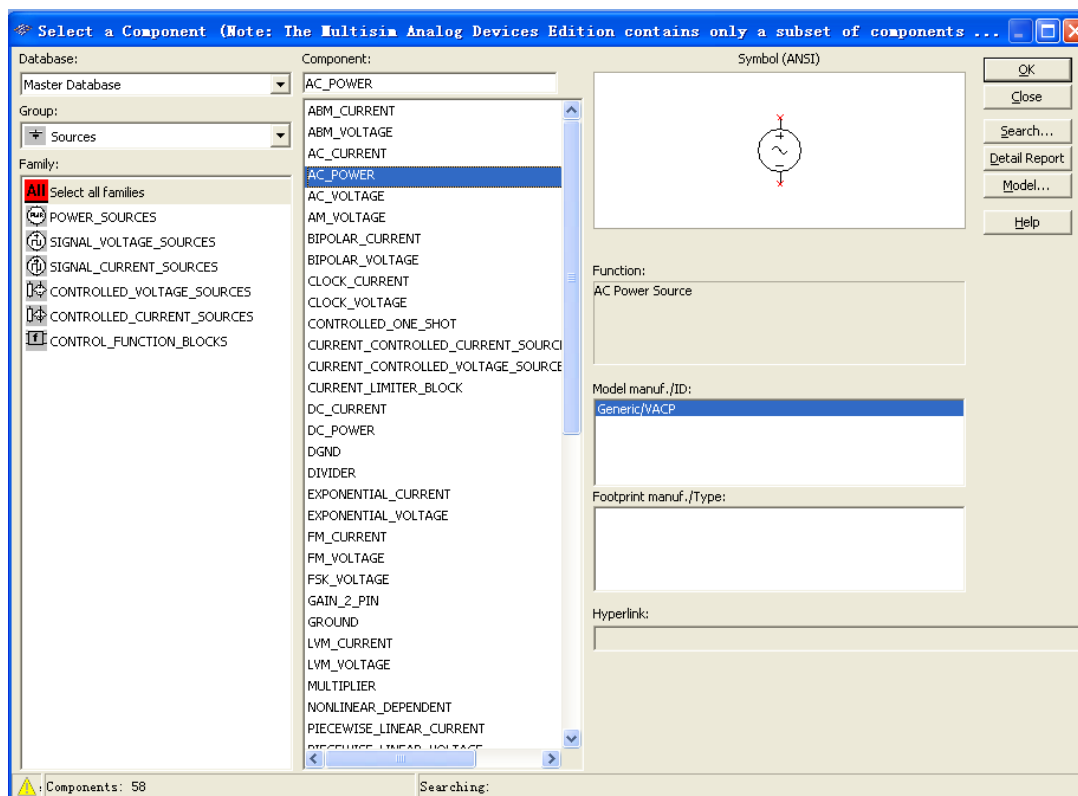 Select a Component (Note: The Multisim Analog Devices Edition contains only a subset of components ...
Database:
Master Database
Group:
Sources
Family:
All Select all families
POWER_SOURCES
SIGNAL_VOLTAGE_SOURCES
SIGNAL_CURRENT_SOURCES
CONTROLLED_VOLTAGE_SOURCES
CONTROLLED_CURRENT_SOURCES
CONTROL_FUNCTION_BLOCKS
Component:
AC_POWER
ABM_CURRENT
ABM_VOLTAGE
AC_CURRENT
AC_POWER
AC_VOLTAGE
AM_VOLTAGE
BIPOLAR_CURRENT
BIPOLAR_VOLTAGE
CLOCK_CURRENT
CLOCK_VOLTAGE
CONTROLLED_ONE_SHOT
CURRENT_CONTROLLED_CURRENT_SOURC
CURRENT_CONTROLLED_VOLTAGE_SOURCE
CURRENT_LIMITER_BLOCK
DC_CURRENT
DC_POWER
DGND
DIVIDER
EXPONENTIAL_CURRENT
EXPONENTIAL_VOLTAGE
FM_CURRENT
FM_VOLTAGE
FSK_VOLTAGE
GAIN_2_PIN
GROUND
LVM_CURRENT
LVM_VOLTAGE
MULTIPLIER
NONLINEAR_DEPENDENT
PIECEWISE_LINEAR_CURRENT
PIECEWISE_LINEAR_VOLTAGE
Symbol (ANSI)
Function:
AC Power Source
Model manuf./ID:
Generic/VACP
Footprint manuf./Type:
Hyperlink:
OK
Close
Search...
Detail Report
Model...
Help
Components: 58
Searching: